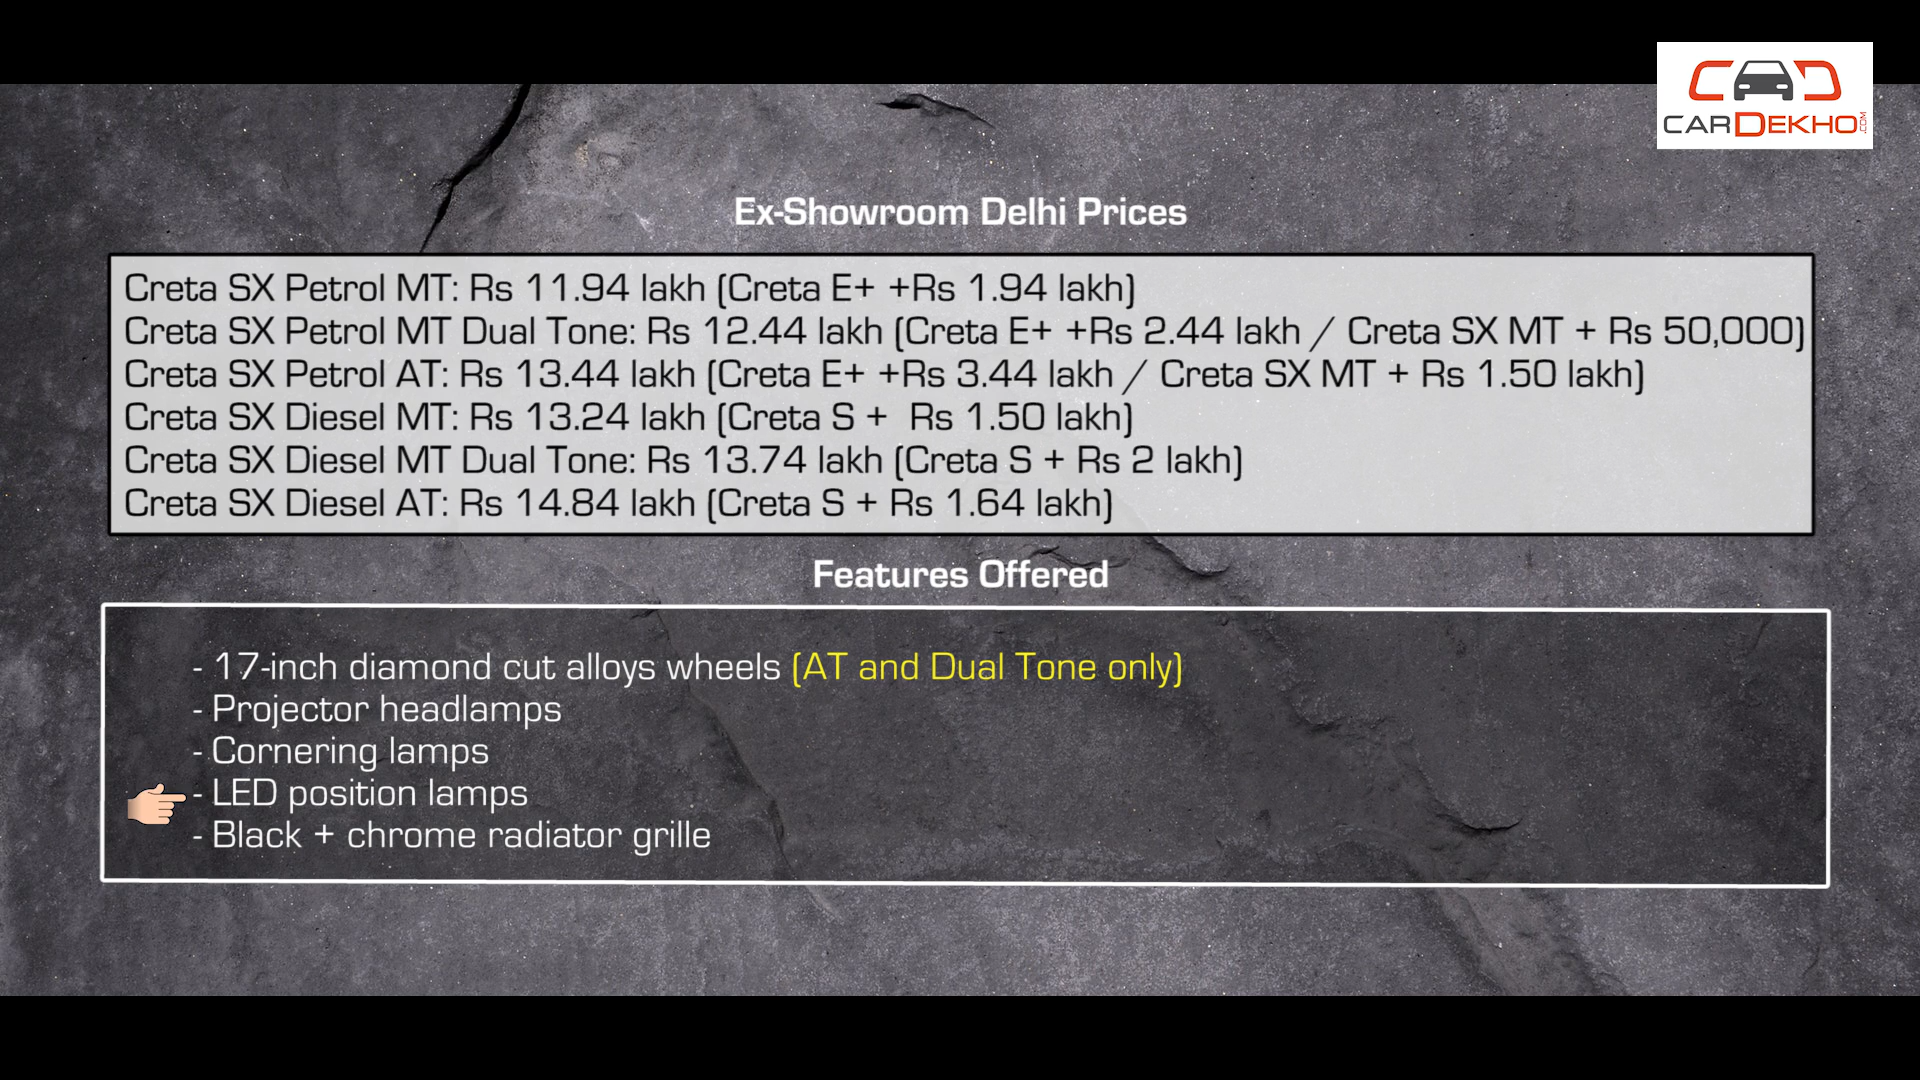 CARDEKHO.COM
Ex-Showroom Delhi Prices
Creta SX Petrol MT: Rs 11.94 lakh (Creta E+ +Rs 1.94 lakh)
Creta SX Petrol MT Dual Tone: Rs 12.44 lakh (Creta E+ +Rs 2.44 lakh / Creta SX MT + Rs 50,000)
Creta SX Petrol AT: Rs 13.44 lakh (Creta E+ +Rs 3.44 lakh / Creta SX MT + Rs 1.50 lakh)
Creta SX Diesel MT: Rs 13.24 lakh (Creta S +  Rs 1.50 lakh)
Creta SX Diesel MT Dual Tone: Rs 13.74 lakh (Creta S + Rs 2 lakh)
Creta SX Diesel AT: Rs 14.84 lakh (Creta S + Rs 1.64 lakh)
Features Offered
- 17-inch diamond cut alloys wheels (AT and Dual Tone only)
- Projector headlamps
- Cornering lamps
- LED position lamps
- Black + chrome radiator grille